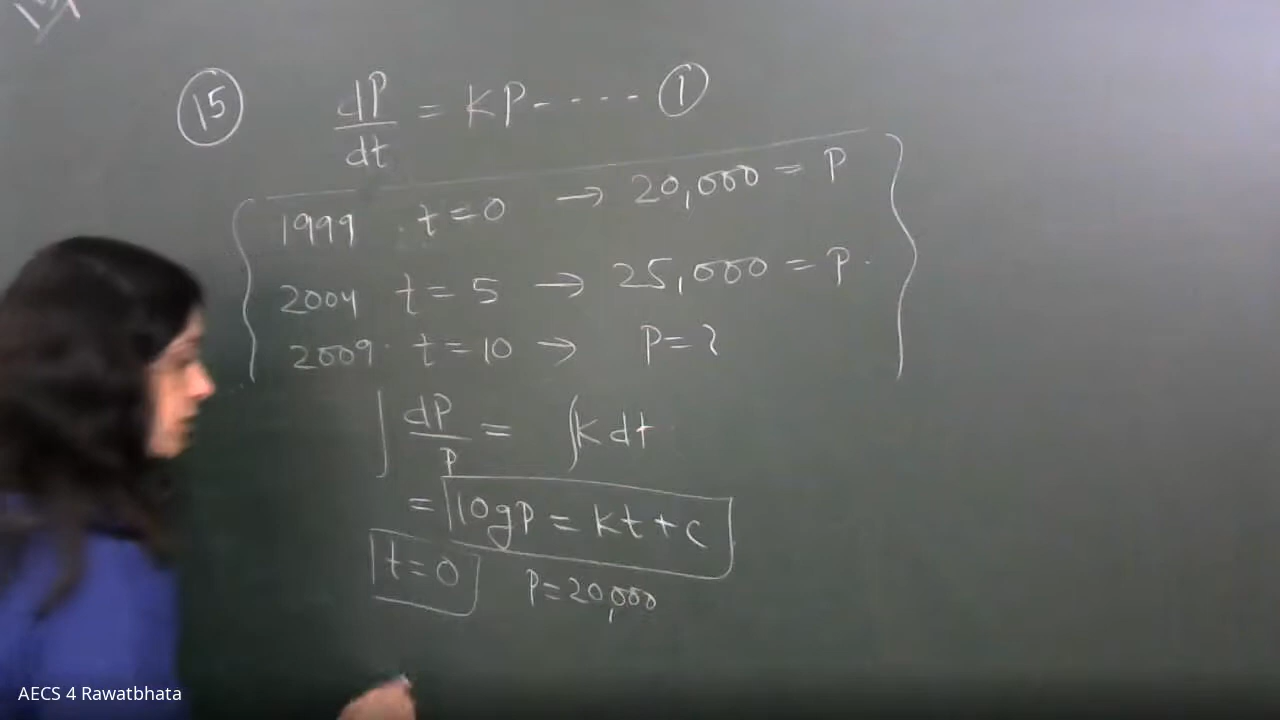 15 dP/dt = KP ----- 1
1999 t=0 → 20,000 = P
2004 t=5 → 25,000 = P.
2009. t=10 → P=?
∫ dP/P = ∫k dt
= logP = kt+c
t=0 P=20,000
AECS 4 Rawatbhata